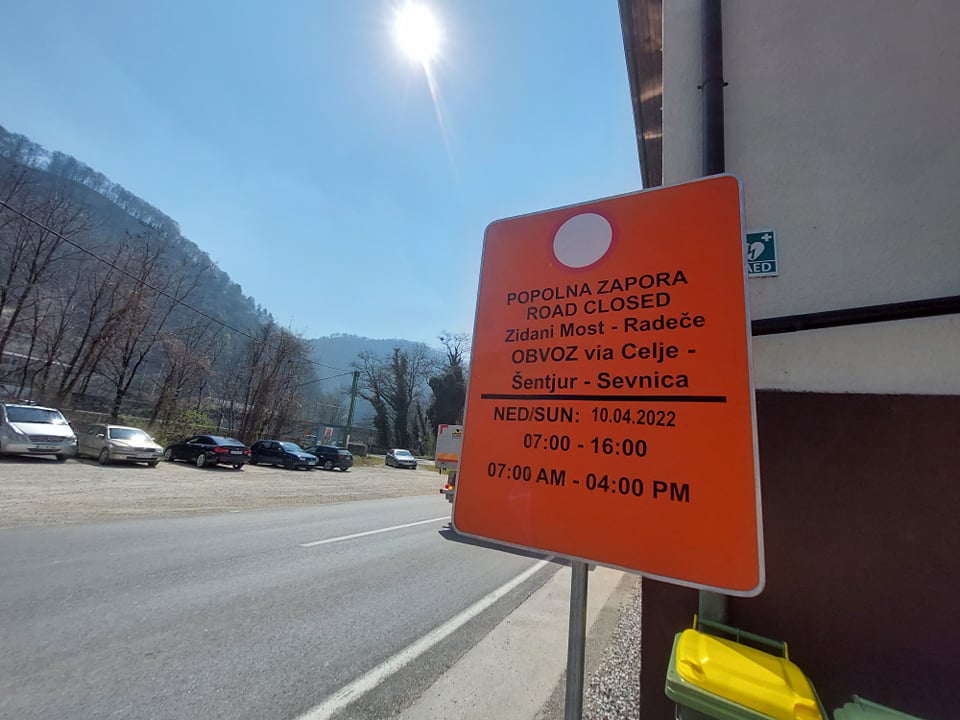 POPOLNA ZAPORA
ROAD CLOSED
Zidani Most - Radeče
OBVOZ via Celje -
Šentjur - Sevnica
NED/SUN: 10.04.2022
07:00 - 16:00
07:00 AM - 04:00 PM
AED